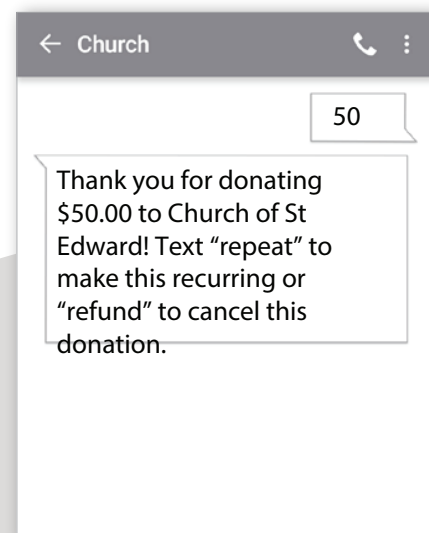 Church
50
Thank you for donating
$50.00 to Church of St
Edward! Text “repeat” to
make this recurring or
“refund” to cancel this
donation.